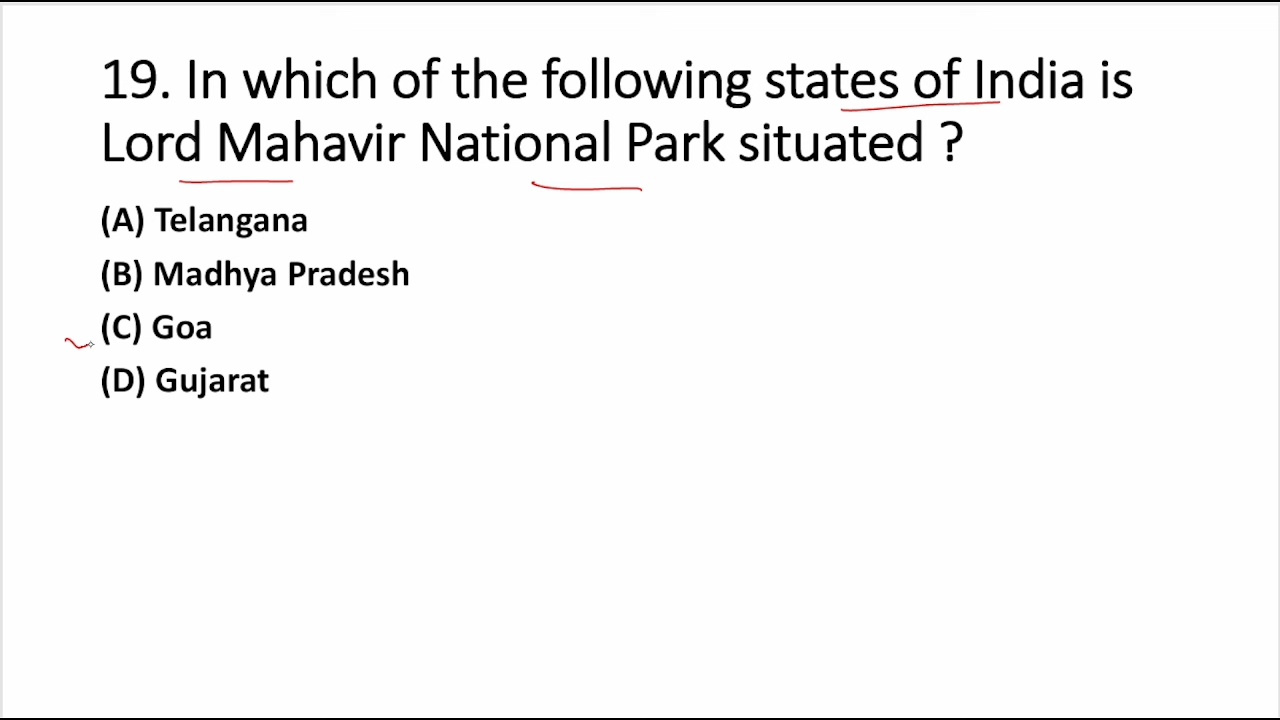 19. In which of the following states of India is
Lord Mahavir National Park situated ?
(A) Telangana
(B) Madhya Pradesh
(C) Goa
(D) Gujarat